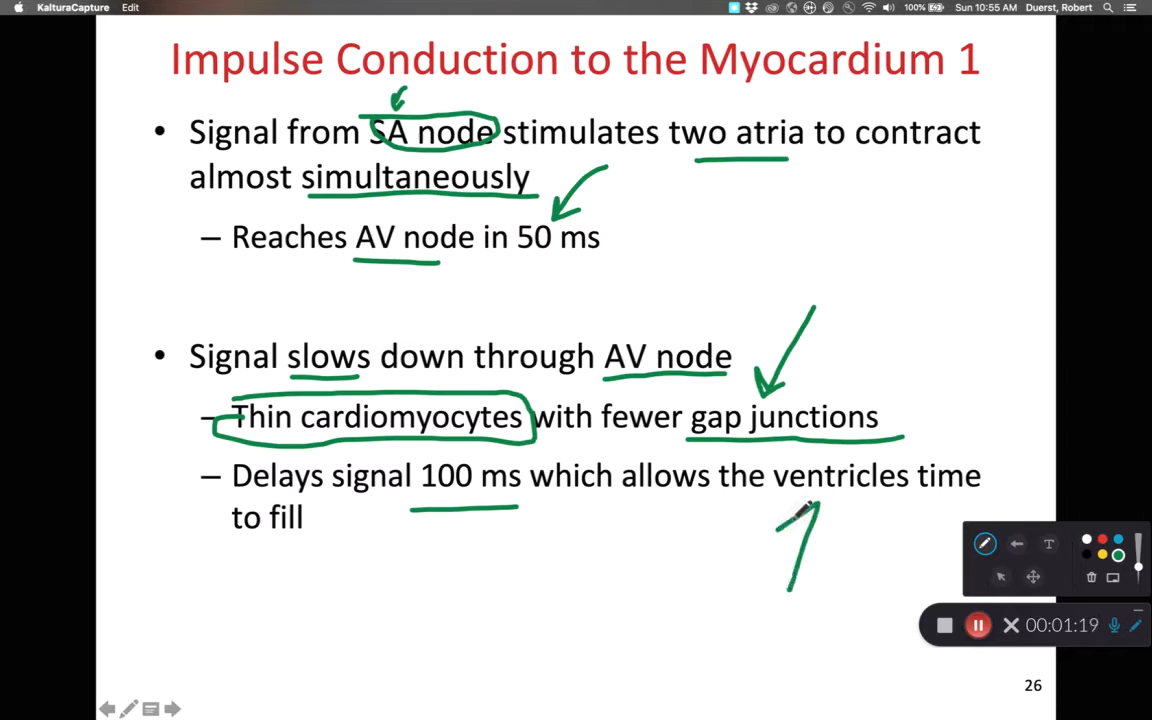 KalturaCapture Edit 100% Sun 10:55 AM Duerst, Robert
Impulse Conduction to the Myocardium 1
• Signal from SA node stimulates two atria to contract
almost simultaneously
– Reaches AV node in 50 ms
• Signal slows down through AV node
– Thin cardiomyocytes with fewer gap junctions
– Delays signal 100 ms which allows the ventricles time
to fill
T
00:01:19
26